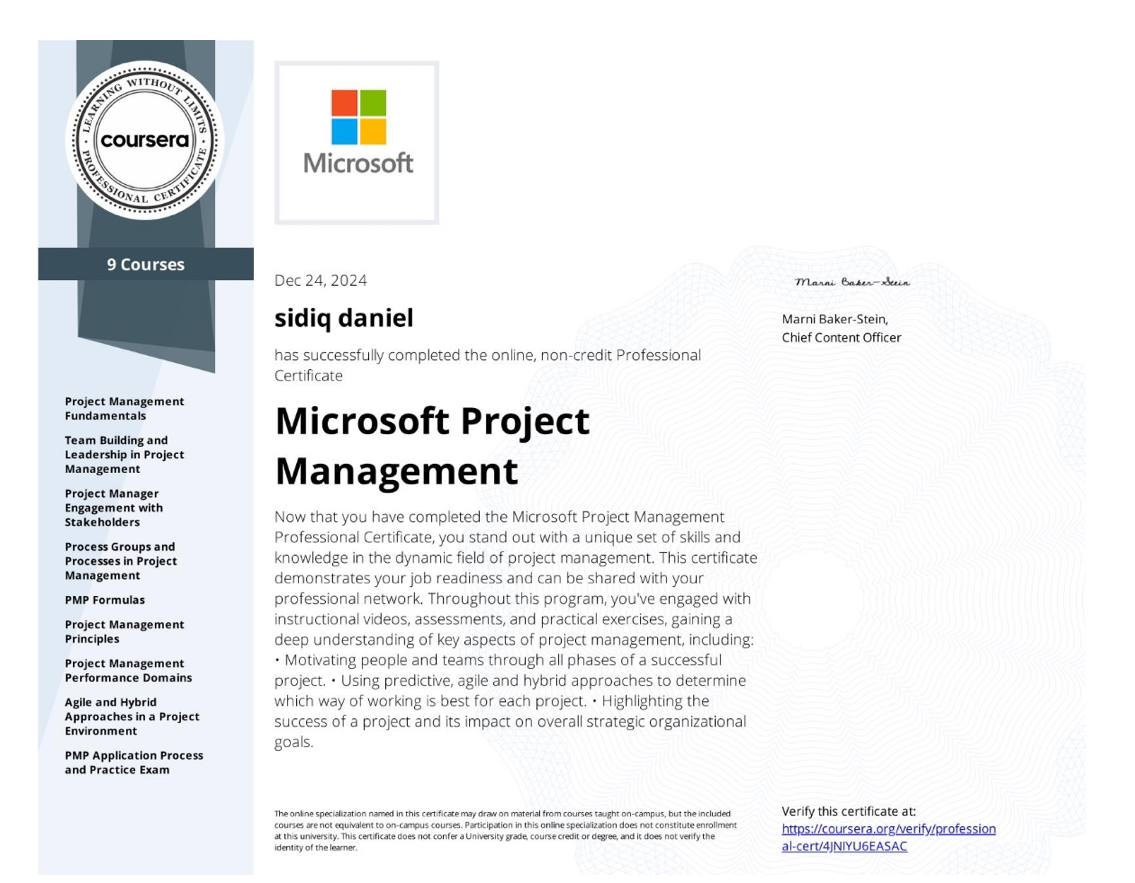 LEARNING WITHOUT LIMITS
coursera
PROFESSIONAL CERTIFICATE
9 Courses
Project Management
Fundamentals
Team Building and
Leadership in Project
Management
Project Manager
Engagement with
Stakeholders
Process Groups and
Processes in Project
Management
PMP Formulas
Project Management
Principles
Project Management
Performance Domains
Agile and Hybrid
Approaches in a Project
Environment
PMP Application Process
and Practice Exam
Microsoft
Dec 24, 2024
sidiq daniel
has successfully completed the online, non-credit Professional
Certificate
Microsoft Project
Management
Now that you have completed the Microsoft Project Management
Professional Certificate, you stand out with a unique set of skills and
knowledge in the dynamic field of project management. This certificate
demonstrates your job readiness and can be shared with your
professional network. Throughout this program, you've engaged with
instructional videos, assessments, and practical exercises, gaining a
deep understanding of key aspects of project management, including:
• Motivating people and teams through all phases of a successful
project. • Using predictive, agile and hybrid approaches to determine
which way of working is best for each project. • Highlighting the
success of a project and its impact on overall strategic organizational
goals.
The online specialization named in this certificate may draw on material from courses taught on-campus, but the included
courses are not equivalent to on-campus courses. Participation in this online specialization does not constitute enrollment
at this university. This certificate does not confer a University grade, course credit or degree, and it does not verify the
identity of the learner.
Marni Baker-Stein
Marni Baker-Stein,
Chief Content Officer
Verify this certificate at:
https://coursera.org/verify/profession
al-cert/4JNIYU6EASAC